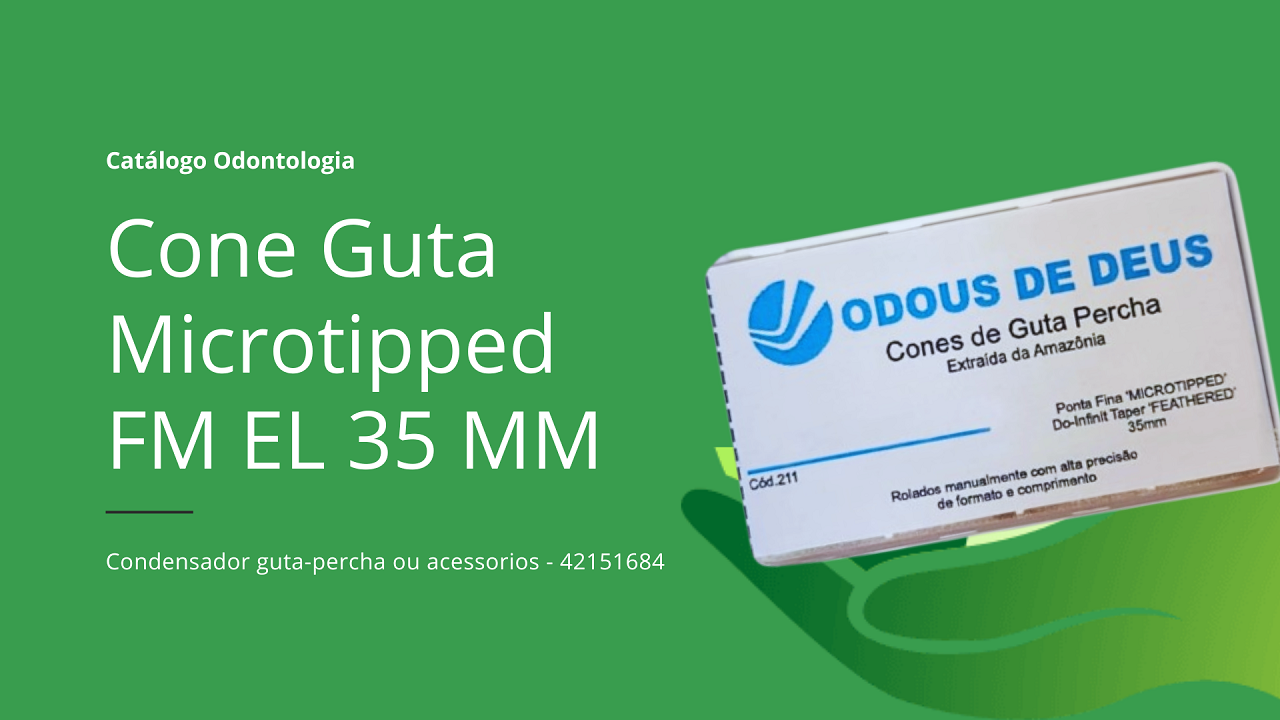 Catálogo Odontologia
Cone Guta
Microtipped
FM EL 35 MM
Condensador guta-percha ou acessorios - 42151684
ODOUS DE DEUS
Cones de Guta Percha
Extraída da Amazônia
Ponta Fina 'MICROTIPPED'
Do-Infinit Taper 'FEATHERED'
35mm
Cód.211
Rolados manualmente com alta precisão
de formato e comprimento